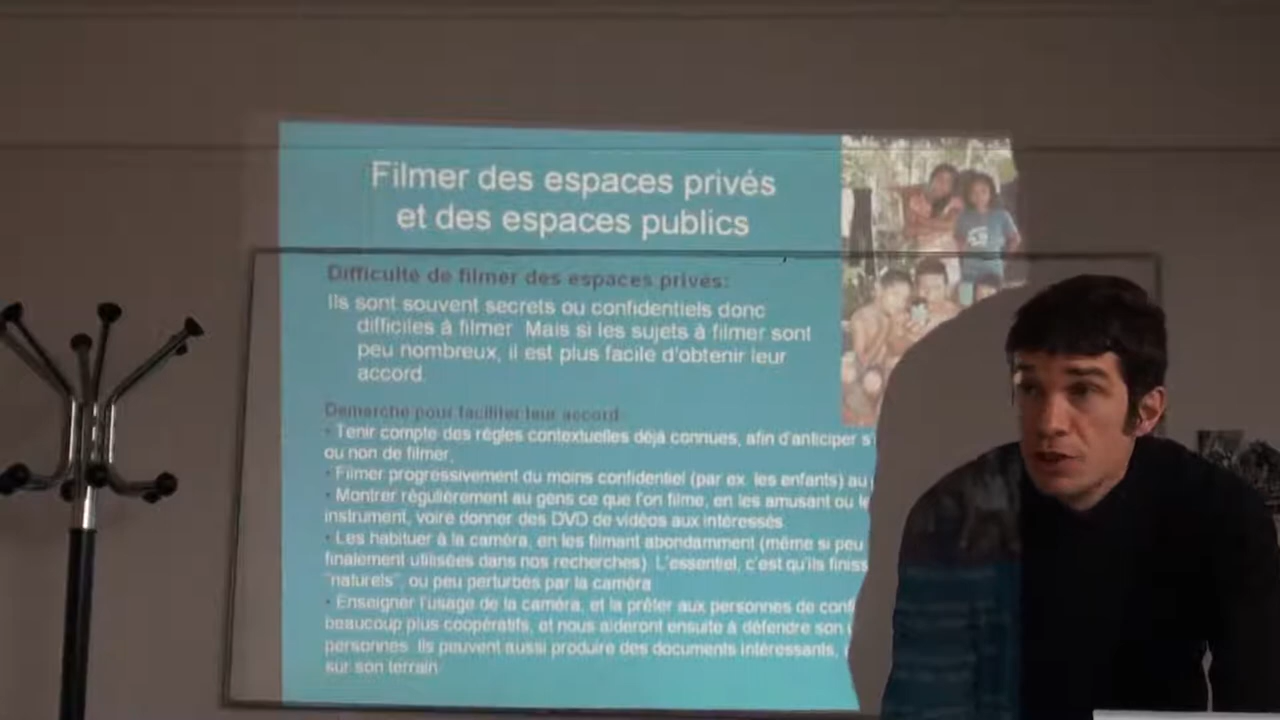 Filmer des espaces privés
et des espaces publics
Difficulté de filmer des espaces privés:
Ils sont souvent secrets ou confidentiels donc
difficiles à filmer. Mais si les sujets à filmer sont
peu nombreux, il est plus facile d'obtenir leur
accord.
Démarche pour faciliter leur accord
• Tenir compte des règles contextuelles déjà connues, afin d'anticiper
ou non de filmer.
• Filmer progressivement du moins confidentiel (par ex. les enfants) au
• Montrer régulièrement au gens ce que l'on filme, en les amusant ou
instrument, voire donner des DVD de vidéos aux intéressés
• Les habituer à la caméra, en les filmant abondamment (même si peu
finalement utilisées dans nos recherches). L'essentiel, c'est qu'ils
"naturels", ou peu perturbés par la caméra
• Enseigner l'usage de la caméra, et la prêter aux personnes de
beaucoup plus coopératifs, et nous aideront ensuite à défendre son
personnes. Ils peuvent aussi produire des documents intéressants,
sur son terrain